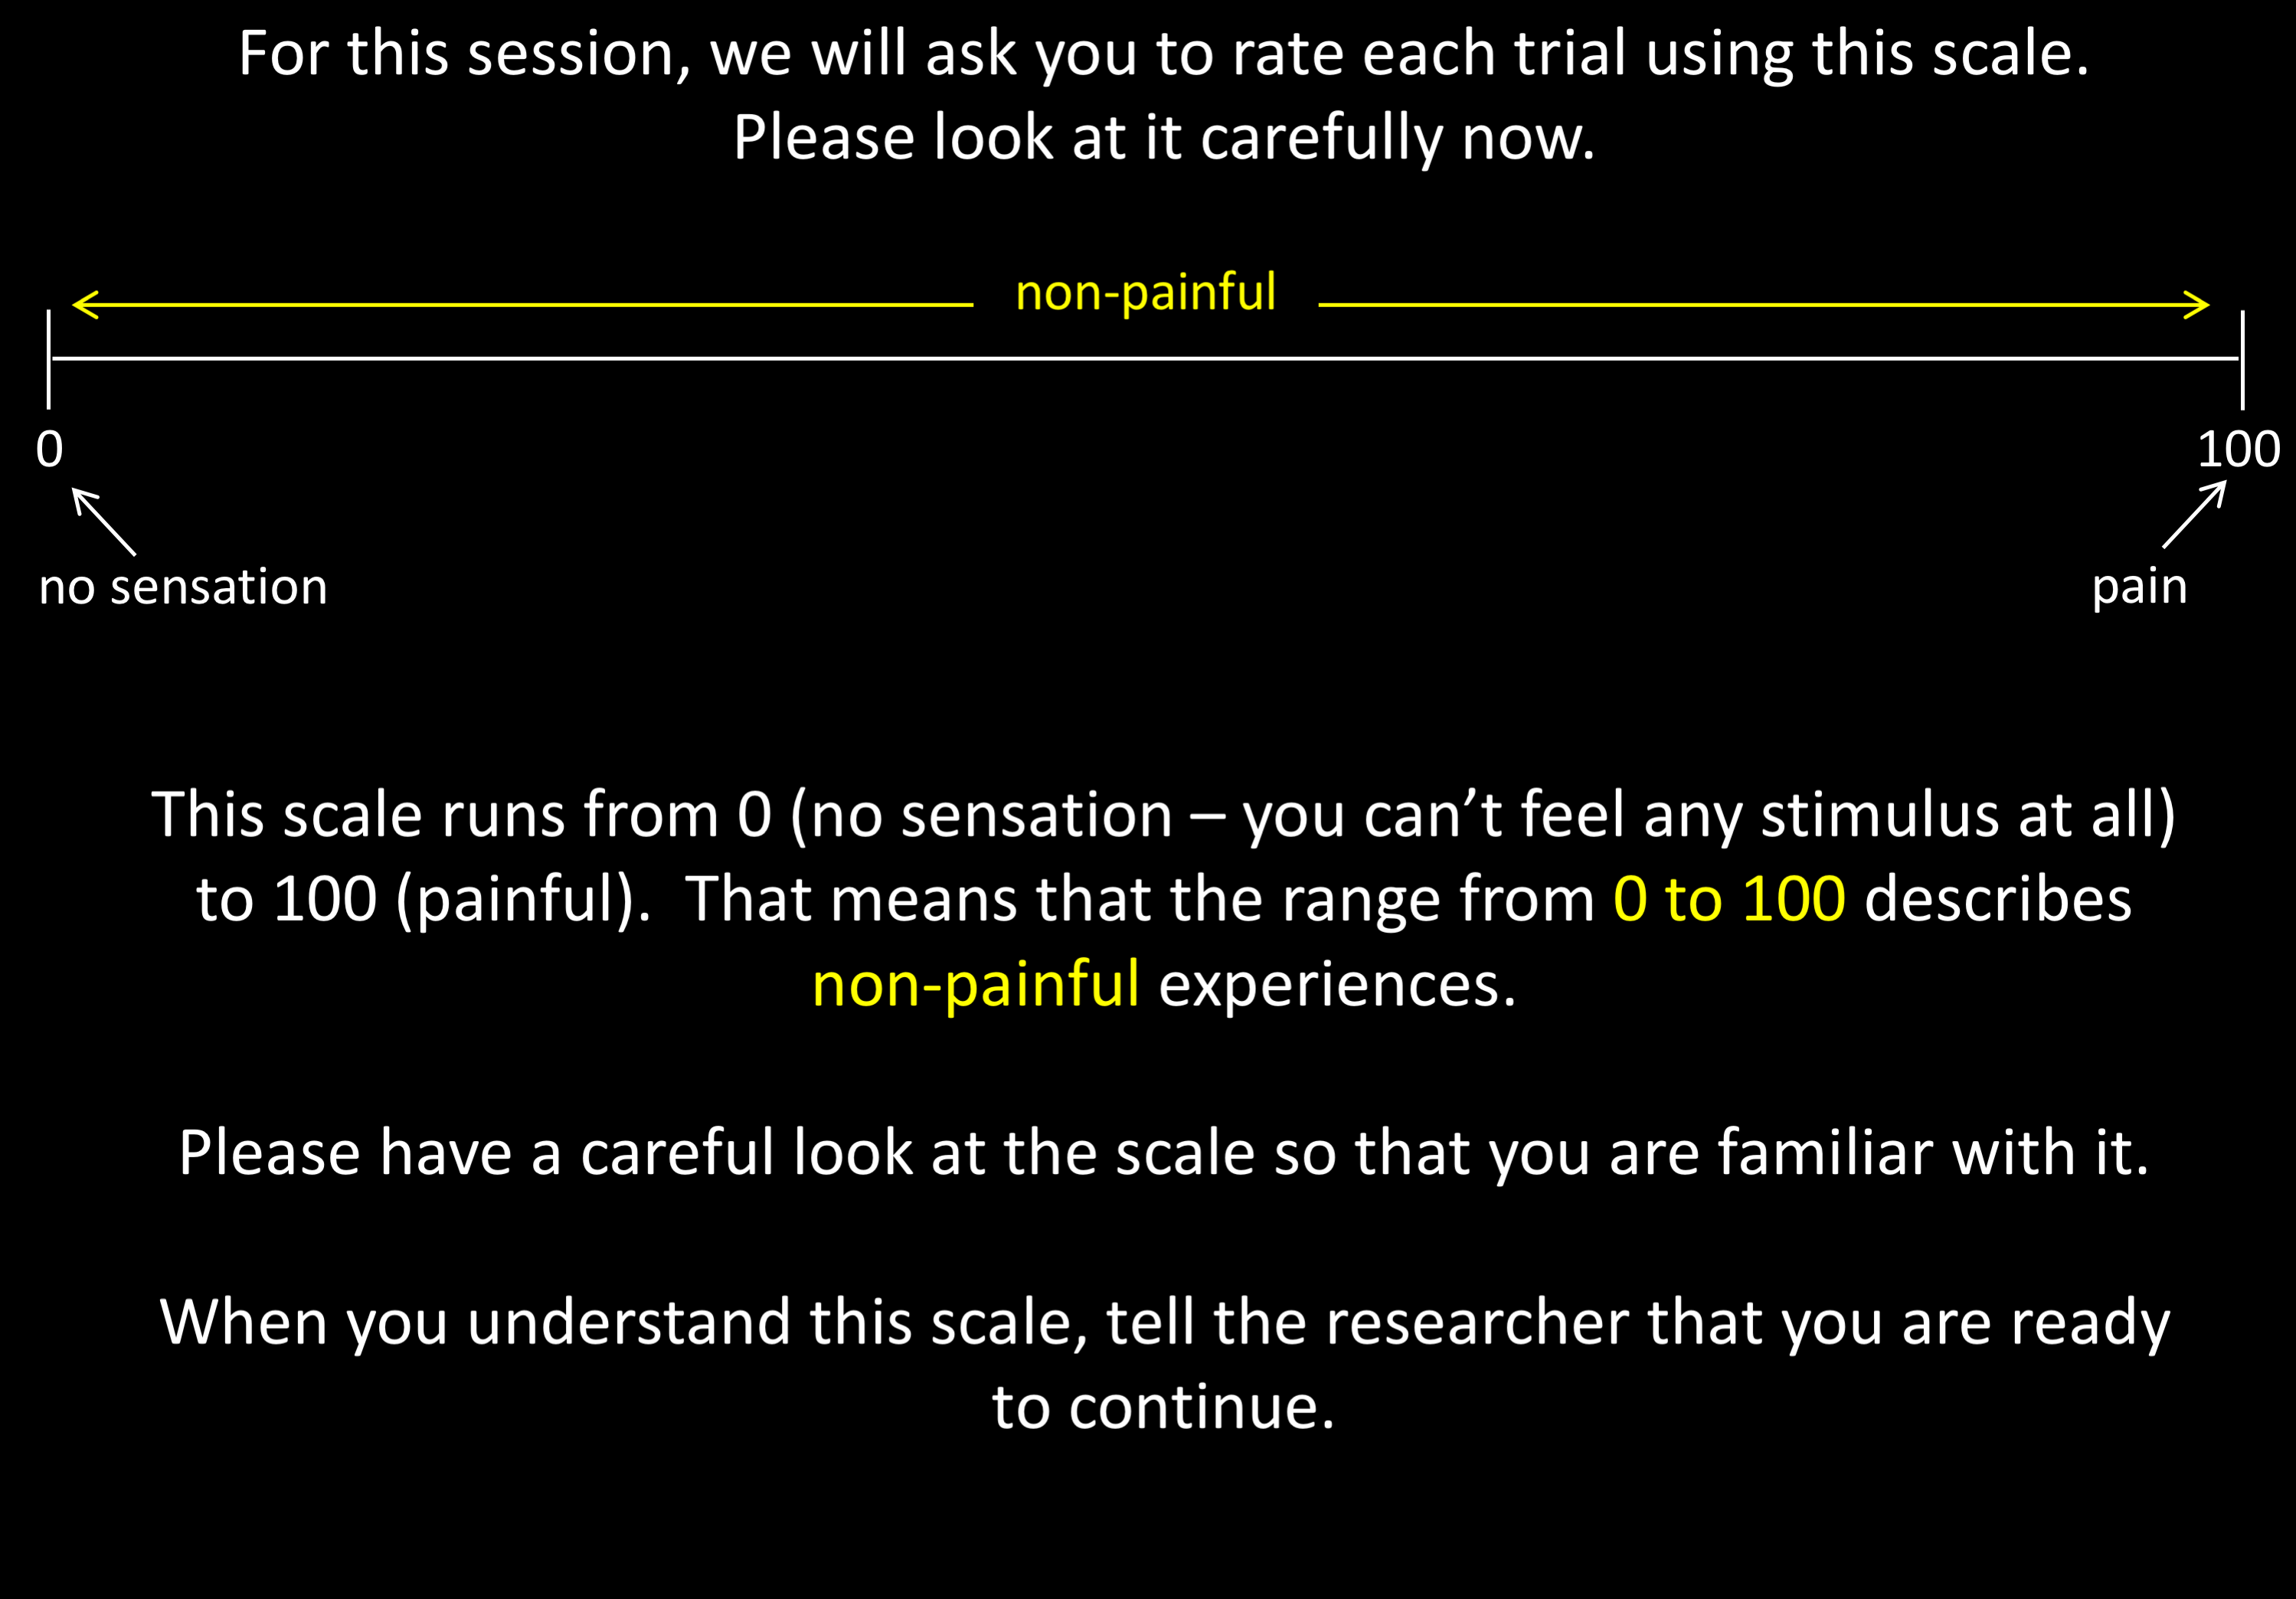 For this session, we will ask you to rate each trial using this scale.
Please look at it carefully now.
non-painful
0
100
no sensation
pain
This scale runs from 0 (no sensation – you can’t feel any stimulus at all)
to 100 (painful).  That means that the range from 0 to 100 describes
non-painful experiences.
Please have a careful look at the scale so that you are familiar with it.
When you understand this scale, tell the researcher that you are ready
to continue.